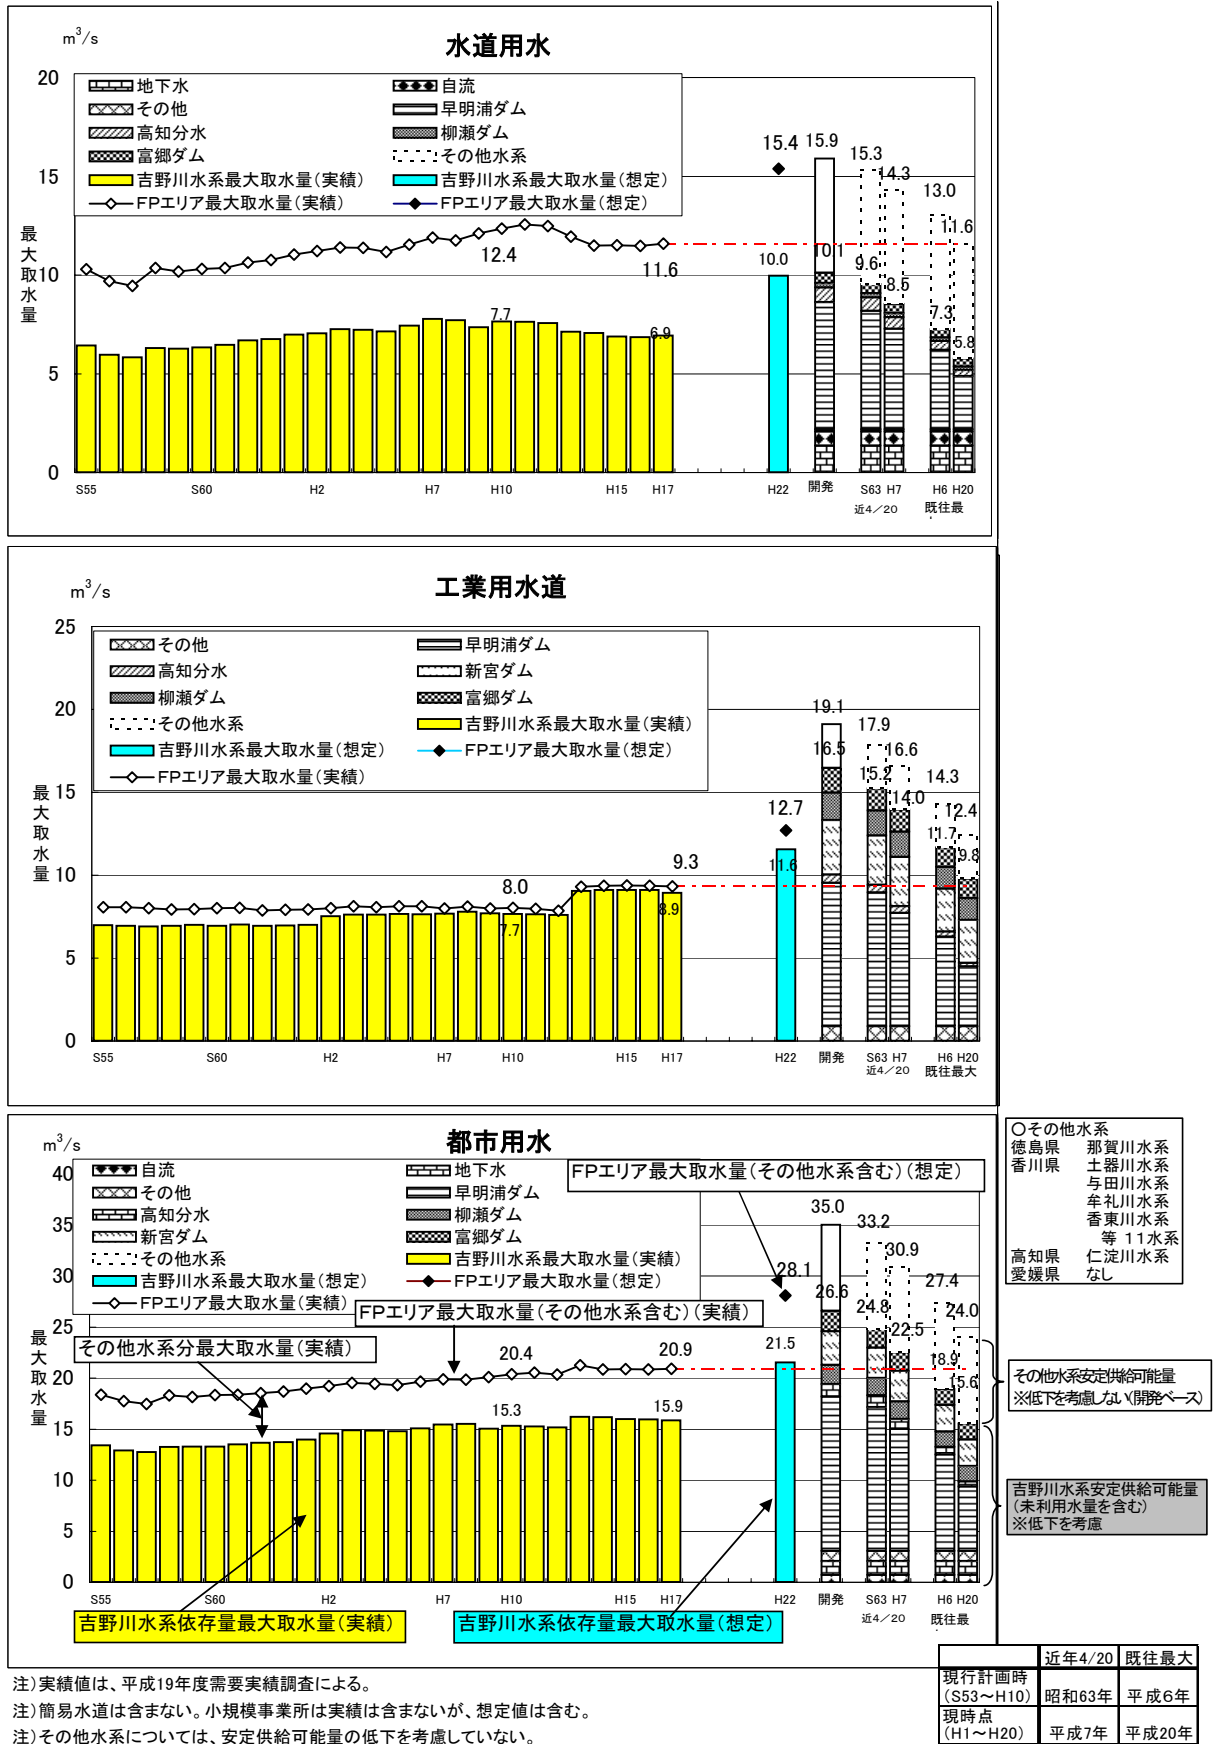 水道用水
m³/s
最大取水量
20
15
10
5
0
地下水 自流
その他 早明浦ダム
高知分水 柳瀬ダム
富郷ダム その他水系
吉野川水系最大取水量(実績) 吉野川水系最大取水量(想定)
FPエリア最大取水量(実績) FPエリア最大取水量(想定)
15.4 15.9 15.3 14.3 13.0 11.6
12.4 11.6 10.0 10.1 9.6 8.5 7.3 5.8
7.7 6.9
S55 S60 H2 H7 H10 H15 H17 H22 開発 S63 H7 H6 H20
近4/20 既往最
工業用水道
m³/s
最大取水量
25
20
15
10
5
0
その他 早明浦ダム
高知分水 新宮ダム
柳瀬ダム 富郷ダム
その他水系 吉野川水系最大取水量(実績)
吉野川水系最大取水量(想定) FPエリア最大取水量(想定)
FPエリア最大取水量(実績)
19.1 17.9 16.6 14.3 12.4
16.5 15.2 14.0 11.7 9.8
12.7 11.6
8.0 9.3
7.7 8.9
S55 S60 H2 H7 H10 H15 H17 H22 開発 S63 H7 H6 H20
近4/20 既往最大
都市用水
m³/s
最大取水量
40
35
30
25
20
15
10
5
0
自流 地下水
その他 早明浦ダム
高知分水 柳瀬ダム
新宮ダム 富郷ダム
その他水系 吉野川水系最大取水量(実績)
吉野川水系最大取水量(想定) FPエリア最大取水量(想定)
FPエリア最大取水量(実績)
FPエリア最大取水量(その他水系含む)(想定)
FPエリア最大取水量(その他水系含む)(実績)
その他水系分最大取水量(実績)
35.0 33.2 30.9 27.4 24.0
28.1 26.6 24.8 22.5 18.9 15.6
20.4 20.9 21.5
15.3 15.9
S55 S60 H2 H7 H10 H15 H17 H22 開発 S63 H7 H6 H20
近4/20 既往最
吉野川水系依存量最大取水量(実績)
吉野川水系依存量最大取水量(想定)
○その他水系
徳島県 那賀川水系
香川県 土器川水系
与田川水系
牟礼川水系
香東川水系
等 11水系
高知県 仁淀川水系
愛媛県 なし
その他水系安定供給可能量
※低下を考慮しない(開発ベース)
吉野川水系安定供給可能量
(未利用水量を含む)
※低下を考慮
近年4/20 既往最大
現行計画時
(S53～H10) 昭和63年 平成6年
現時点
(H1～H20) 平成7年 平成20年
注)実績値は、平成19年度需要実績調査による。
注)簡易水道は含まない。小規模事業所は実績は含まないが、想定値は含む。
注)その他水系については、安定供給可能量の低下を考慮していない。